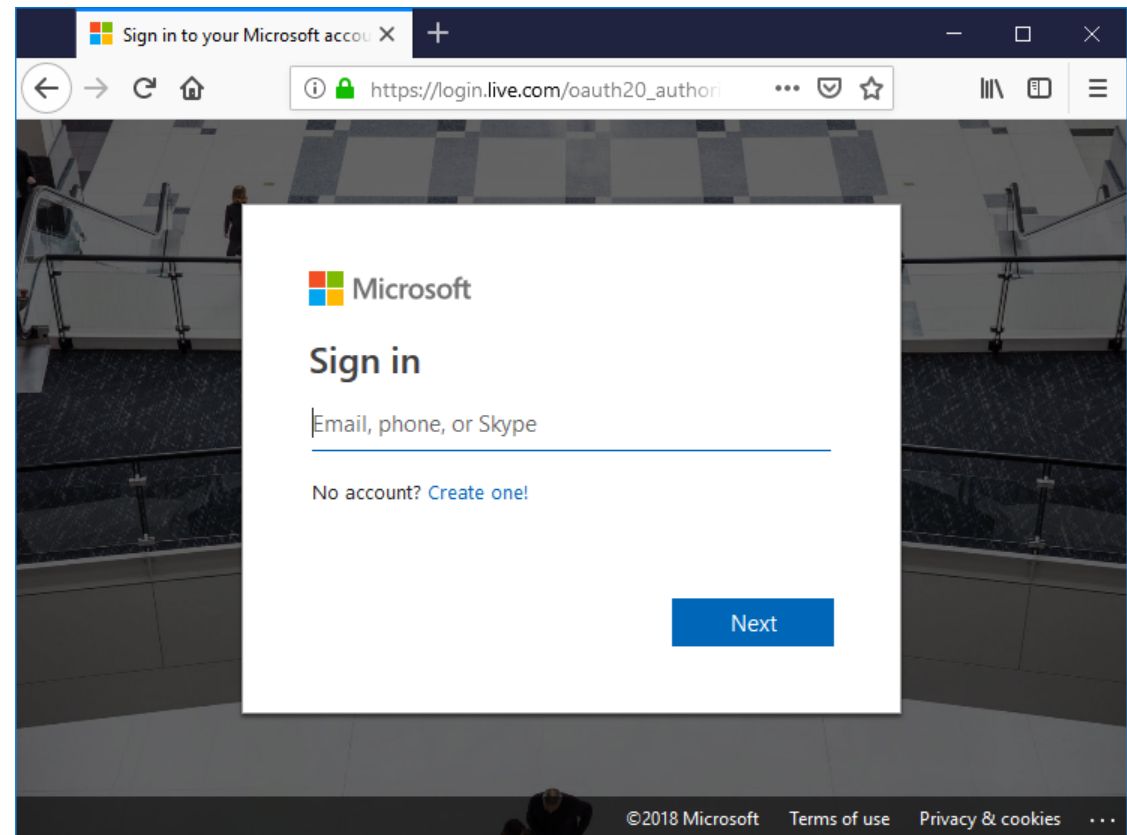 Sign in to your Microsoft accou
https://login.live.com/oauth20_authori
Microsoft
Sign in
Email, phone, or Skype
No account? Create one!
Next
©2018 Microsoft Terms of use Privacy & cookies ...